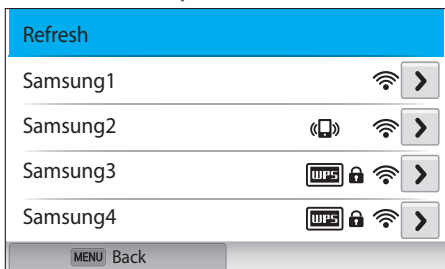 Refresh
Samsung1
Samsung2
Samsung3 WPS
Samsung4 WPS
MENU Back